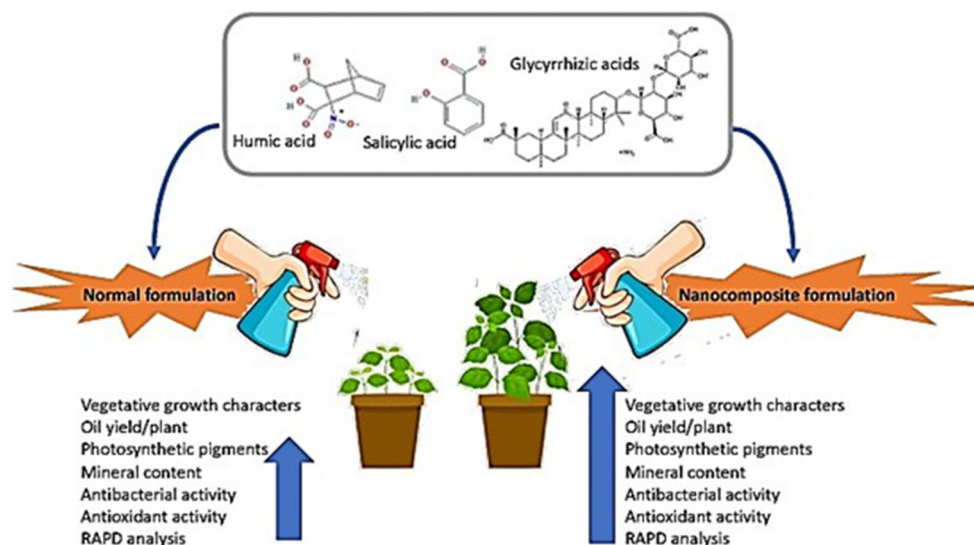 Glycyrrhizic acids
Humic acid
Salicylic acid
Normal formulation
Nanocomposite formulation
Vegetative growth characters
Oil yield/plant
Photosynthetic pigments
Mineral content
Antibacterial activity
Antioxidant activity
RAPD analysis
Vegetative growth characters
Oil yield/plant
Photosynthetic pigments
Mineral content
Antibacterial activity
Antioxidant activity
RAPD analysis